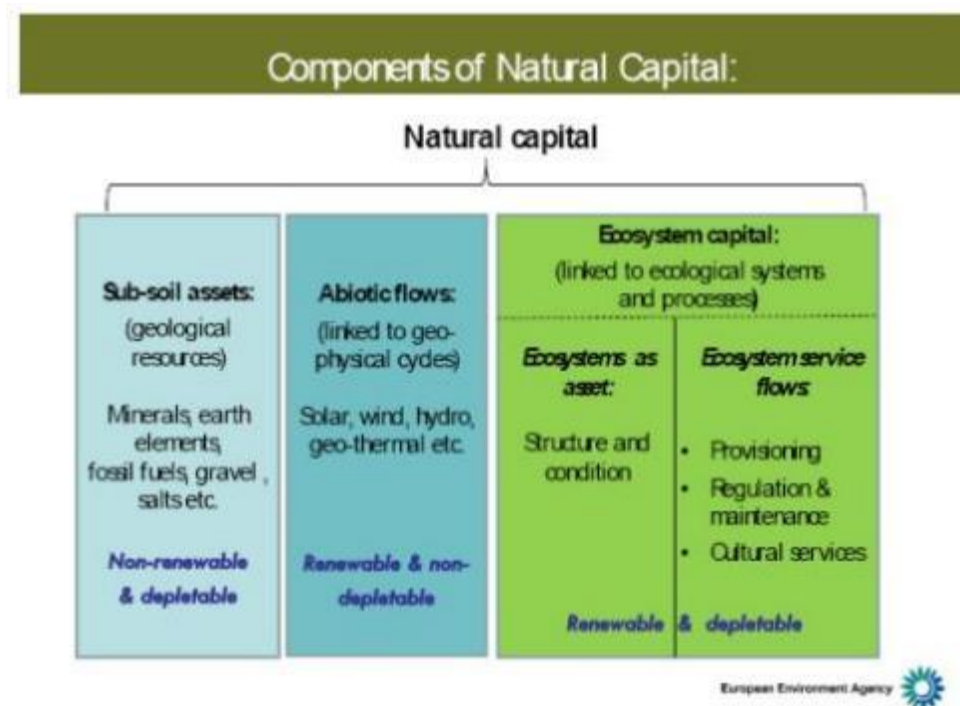 Components of Natural Capital:
Natural capital
Sub-soil assets:
(geological
resources)
Minerals, earth
elements,
fossil fuels, gravel ,
salts etc.
Non-renewable
& depletable
Abiotic flows:
(linked to geo-
physical cycles)
Solar, wind, hydro,
geo-thermal etc.
Renewable & non-
depletable
Ecosystem capital:
(linked to ecological systems
and processes)
Ecosystems as
asset:
Structure and
condition
Ecosystem service
flows:
• Provisioning
• Regulation &
maintenance
• Cultural services
Renewable & depletable
European Environment Agency